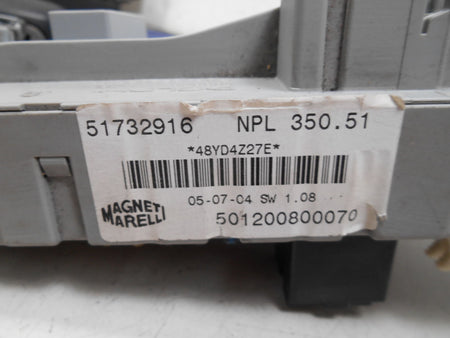 51732916 NPL 350.51
*48YD4Z27E*
05-07-04 SW 1.08
MAGNETI
MARELLI
501200800070